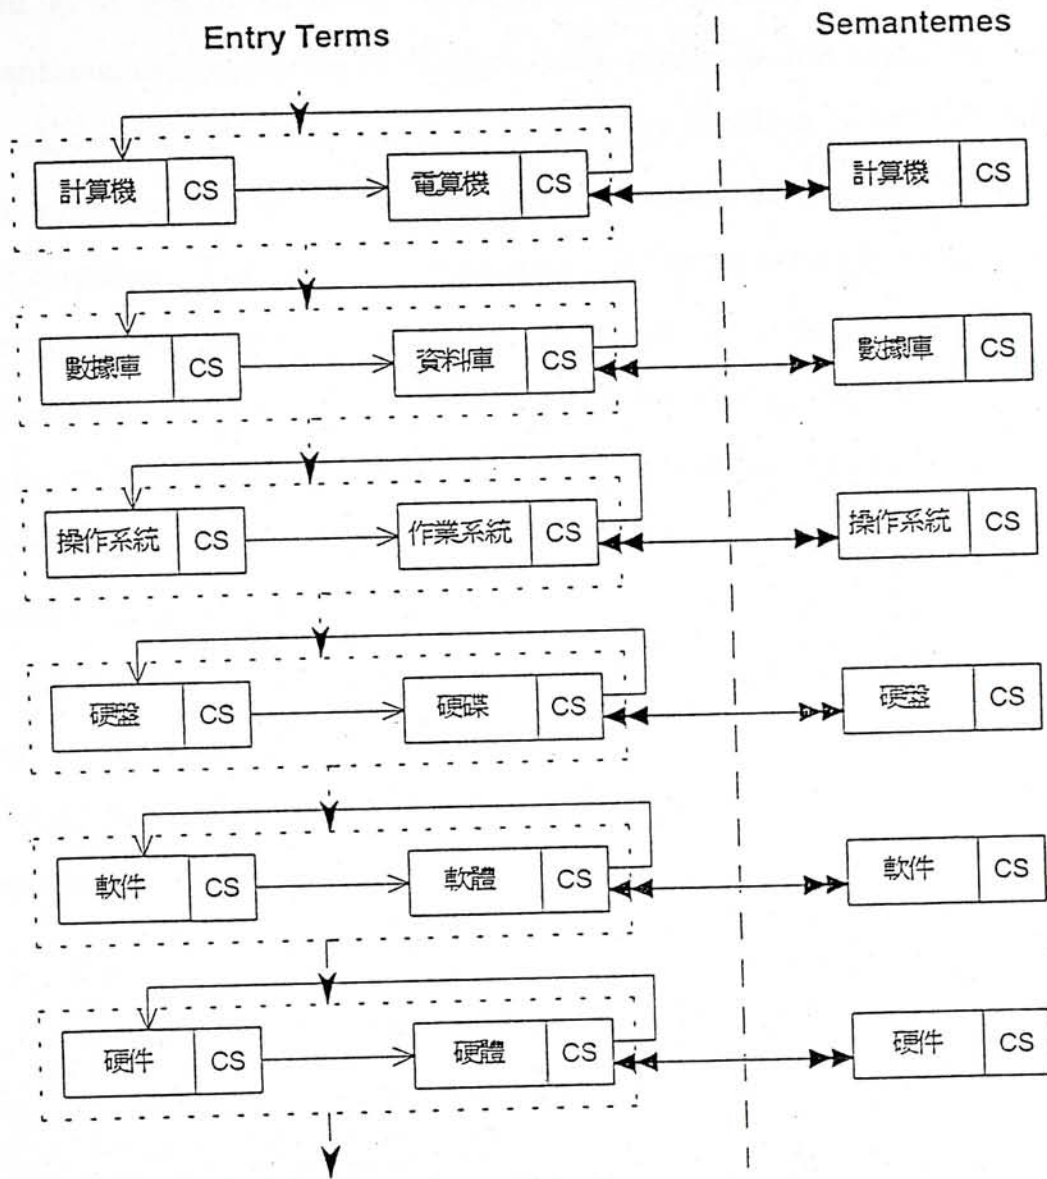 Entry Terms Semantemes
計算機 CS 電算機 CS 計算機 CS
數據庫 CS 資料庫 CS 數據庫 CS
操作系統 CS 作業系統 CS 操作系統 CS
硬盤 CS 硬碟 CS 硬盤 CS
軟件 CS 軟體 CS 軟件 CS
硬件 CS 硬體 CS 硬件 CS